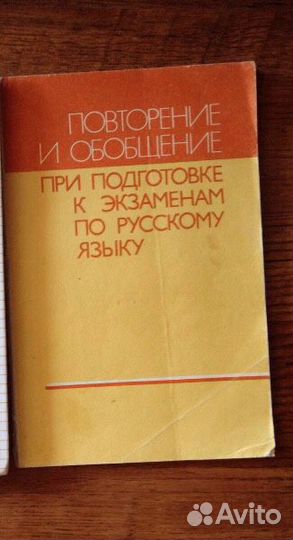 ПОВТОРЕНИЕ
И ОБОБЩЕНИЕ
ПРИ ПОДГОТОВКЕ
К ЭКЗАМЕНАМ
ПО РУССКОМУ
ЯЗЫКУ
Avito